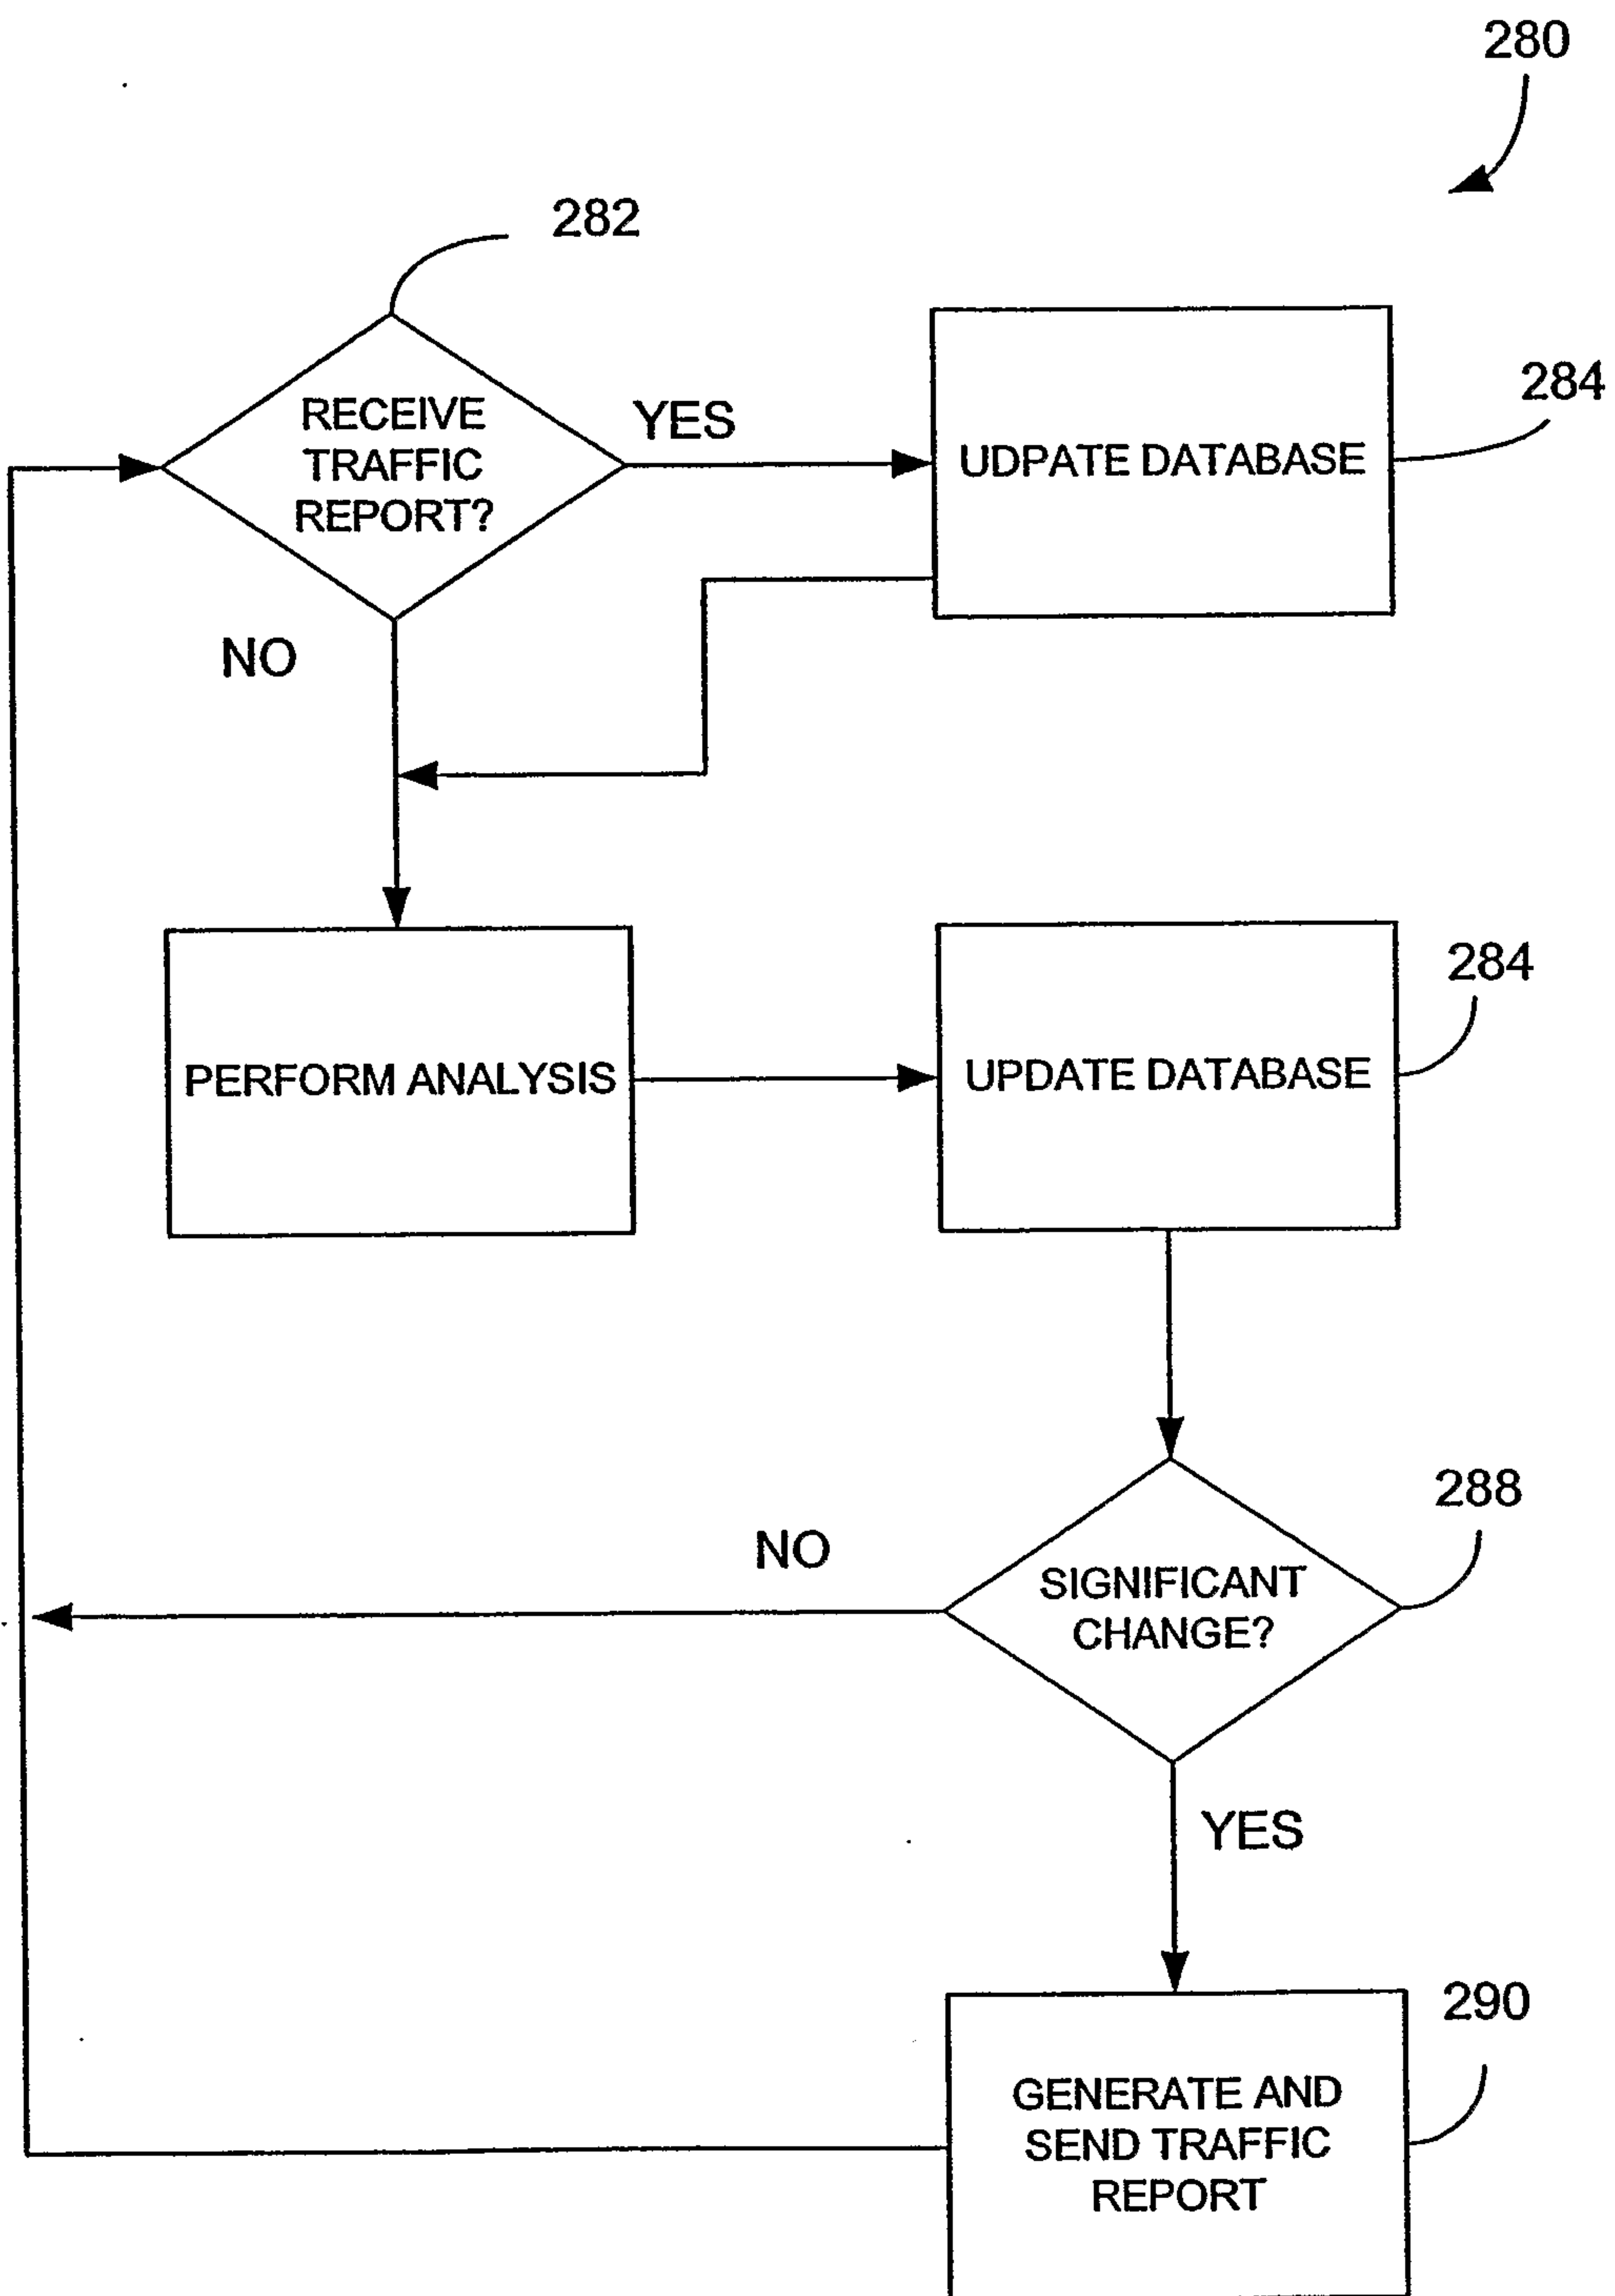 280
282
RECEIVE
TRAFFIC
REPORT?
YES
UDPATE DATABASE
284
NO
PERFORM ANALYSIS
UPDATE DATABASE
284
NO
SIGNIFICANT
CHANGE?
288
YES
290
GENERATE AND
SEND TRAFFIC
REPORT